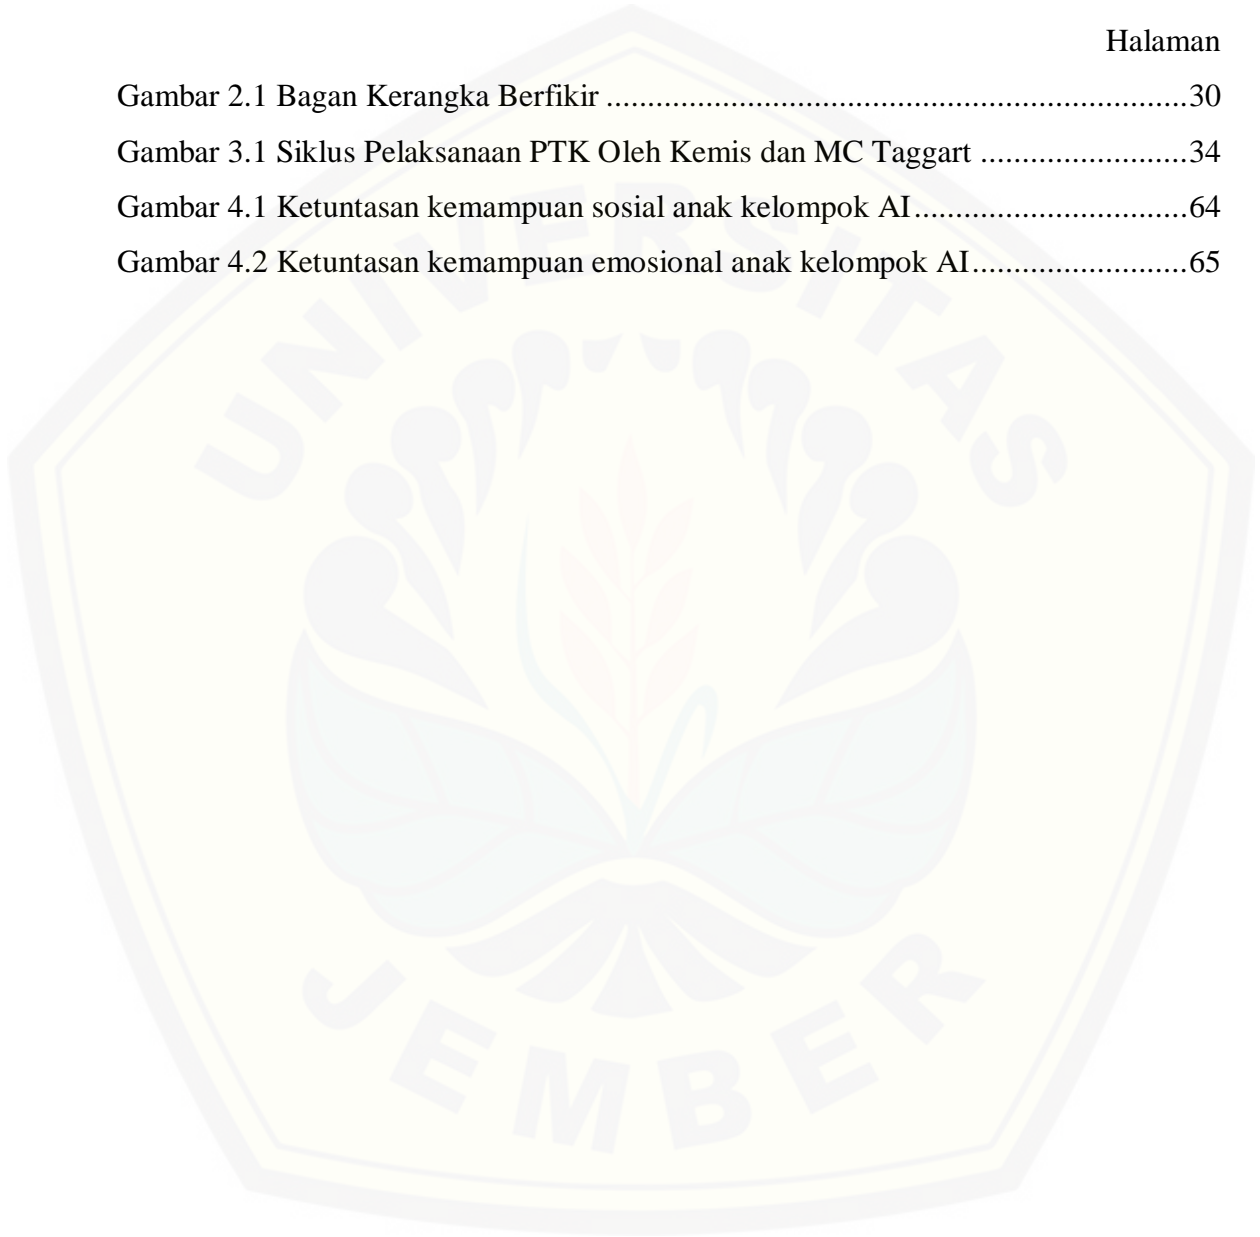 Halaman
Gambar 2.1 Bagan Kerangka Berfikir ........................................................................30
Gambar 3.1 Siklus Pelaksanaan PTK Oleh Kemis dan MC Taggart .........................34
Gambar 4.1 Ketuntasan kemampuan sosial anak kelompok AI.................................64
Gambar 4.2 Ketuntasan kemampuan emosional anak kelompok AI..........................65
UNIVERSITAS
JEMBER